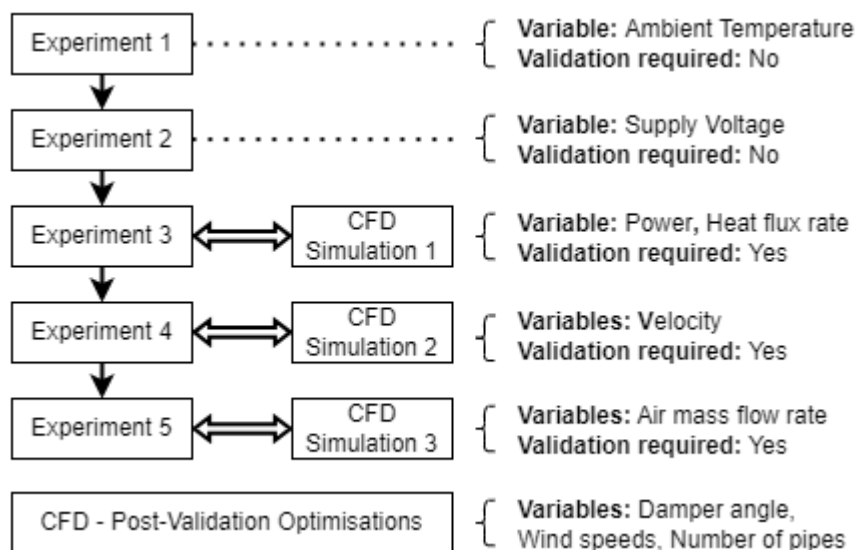 Experiment 1
Variable: Ambient Temperature
Validation required: No
Experiment 2
Variable: Supply Voltage
Validation required: No
Experiment 3
CFD
Simulation 1
Variable: Power, Heat flux rate
Validation required: Yes
Experiment 4
CFD
Simulation 2
Variables: Velocity
Validation required: Yes
Experiment 5
CFD
Simulation 3
Variables: Air mass flow rate
Validation required: Yes
CFD - Post-Validation Optimisations
Variables: Damper angle,
Wind speeds, Number of pipes